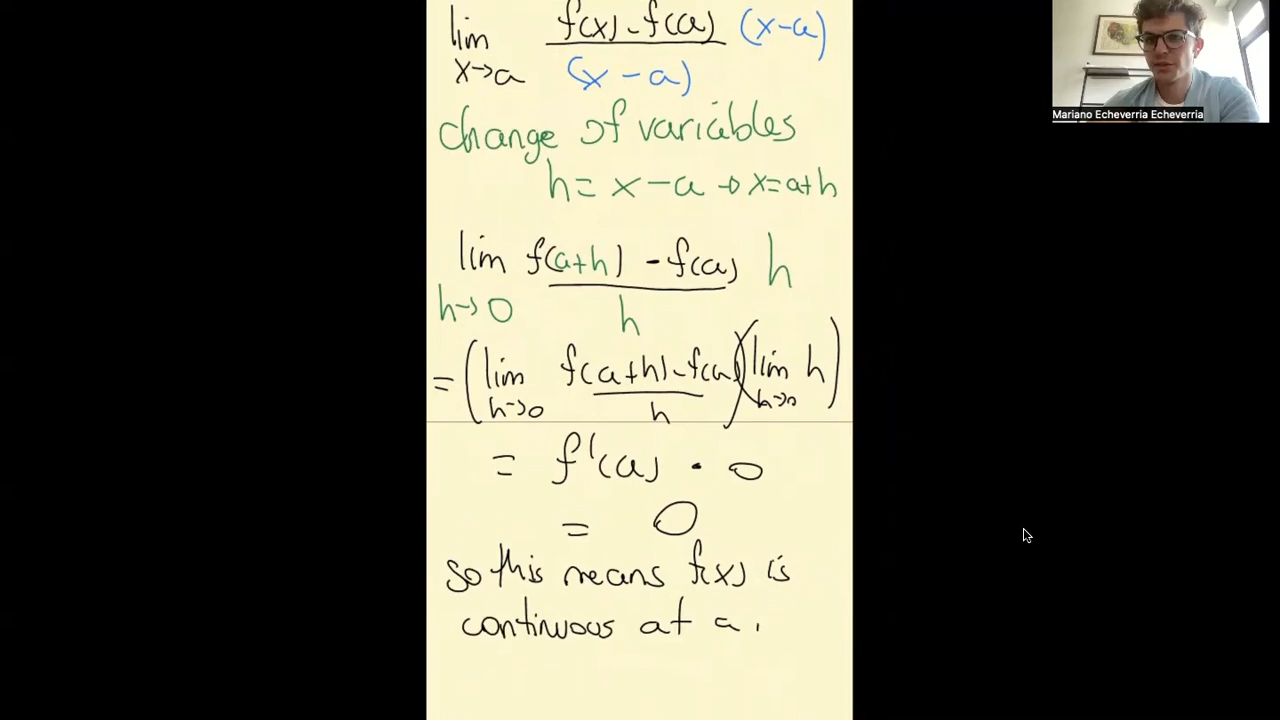 lim f(x) - f(a) (x-a)
x→a (x-a)
change of variables
h = x-a → x=a+h
lim f(a+h) - f(a) h
h→0 h
= (lim f(a+h)-f(a)) (lim h)
h→0 h h→0
= f'(a) · 0
= 0
so this means f(x) is
continuous at a.
Mariano Echeverria Echeverria